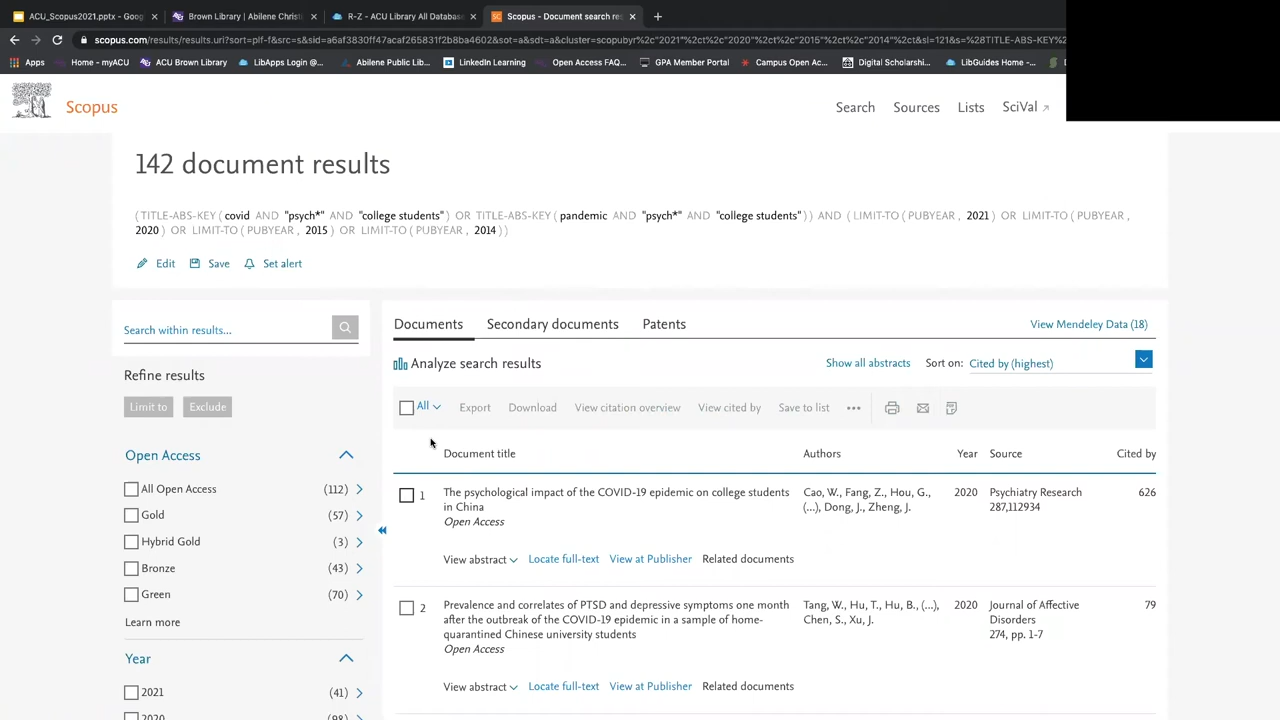 ACU_Scopus2021.pptx - Goog
Brown Library | Abilene Christi
R-Z - ACU Library All Database
Scopus - Document search res
scopus.com/results/results.uri?sort=plf-f&src=s&sid=a6af3830ff47acaf265831f2b8ba4602&sot=a&sdt=a&cluster=scopubyr%2c"2021"%2ct%2c"2020"%2ct%2c"2015"%2ct%2c"2014"%2ct&sl=121&s=%28TITLE-ABS-KEY%
Apps Home - myACU ACU Brown Library LibApps Login @... Abilene Public Lib... LinkedIn Learning Open Access FAQ... GPA Member Portal Campus Open Ac... Digital Scholarshi... LibGuides Home -...
Scopus
Search Sources Lists SciVal
142 document results
( TITLE-ABS-KEY ( covid AND "psych*" AND "college students" ) OR TITLE-ABS-KEY ( pandemic AND "psych*" AND "college students" ) ) AND ( LIMIT-TO ( PUBYEAR , 2021 ) OR LIMIT-TO ( PUBYEAR ,
2020 ) OR LIMIT-TO ( PUBYEAR , 2015 ) OR LIMIT-TO ( PUBYEAR , 2014 ) )
Edit Save Set alert
Search within results...
Refine results
Limit to Exclude
Open Access
All Open Access (112)
Gold (57)
Hybrid Gold (3)
Bronze (43)
Green (70)
Learn more
Year
2021 (41)
2020 (98)
Documents Secondary documents Patents View Mendeley Data (18)
Analyze search results Show all abstracts Sort on: Cited by (highest)
All Export Download View citation overview View cited by Save to list
Document title Authors Year Source Cited by
1 The psychological impact of the COVID-19 epidemic on college students Cao, W., Fang, Z., Hou, G., 2020 Psychiatry Research 626
in China (...), Dong, J., Zheng, J. 287,112934
Open Access
View abstract Locate full-text View at Publisher Related documents
2 Prevalence and correlates of PTSD and depressive symptoms one month Tang, W., Hu, T., Hu, B., (...), 2020 Journal of Affective 79
after the outbreak of the COVID-19 epidemic in a sample of home- Chen, S., Xu, J. Disorders
quarantined Chinese university students 274, pp. 1-7
Open Access
View abstract Locate full-text View at Publisher Related documents